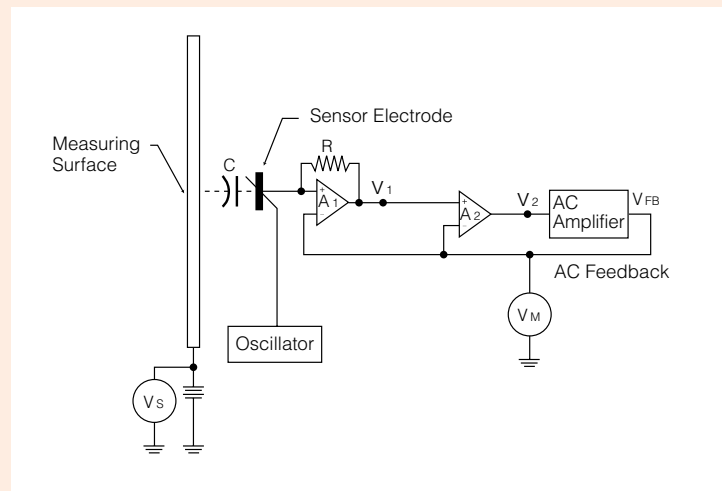 Sensor Electrode
Measuring
Surface
C
R
+
-
A1
V1
+
-
A2
V2
AC
Amplifier
VFB
AC Feedback
VM
Oscillator
VS